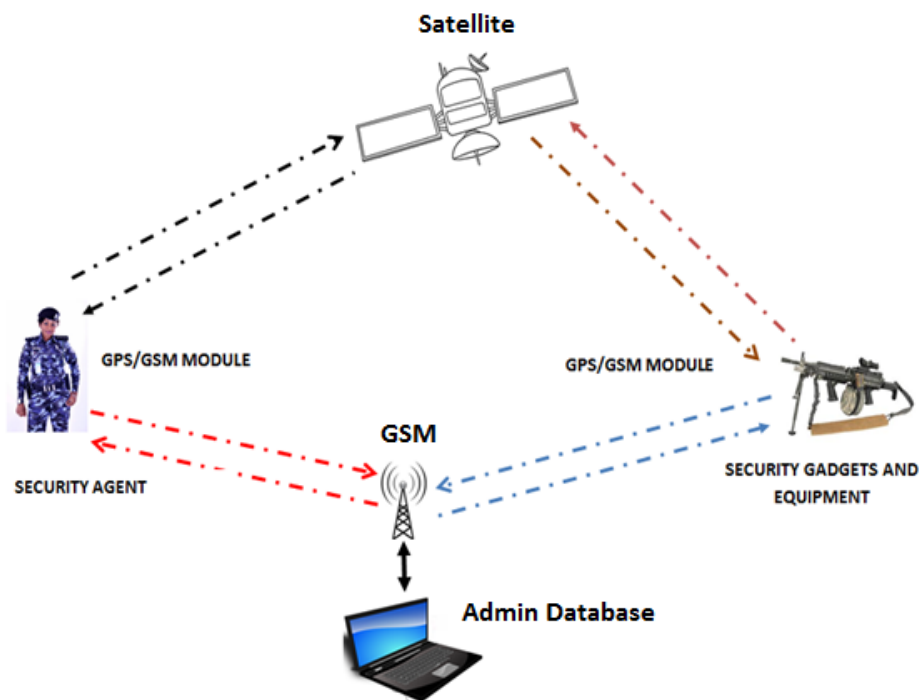 Satellite
GPS/GSM MODULE
GPS/GSM MODULE
GSM
SECURITY AGENT
SECURITY GADGETS AND
EQUIPMENT
Admin Database